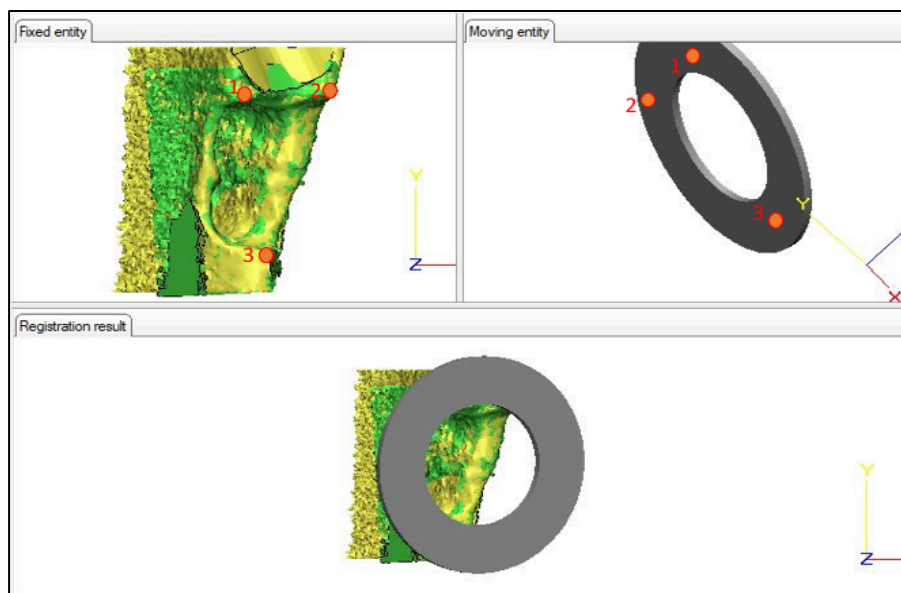 Fixed entity
1
2
3
Y
Z
Moving entity
1
2
3
Y
X
Registration result
Y
Z